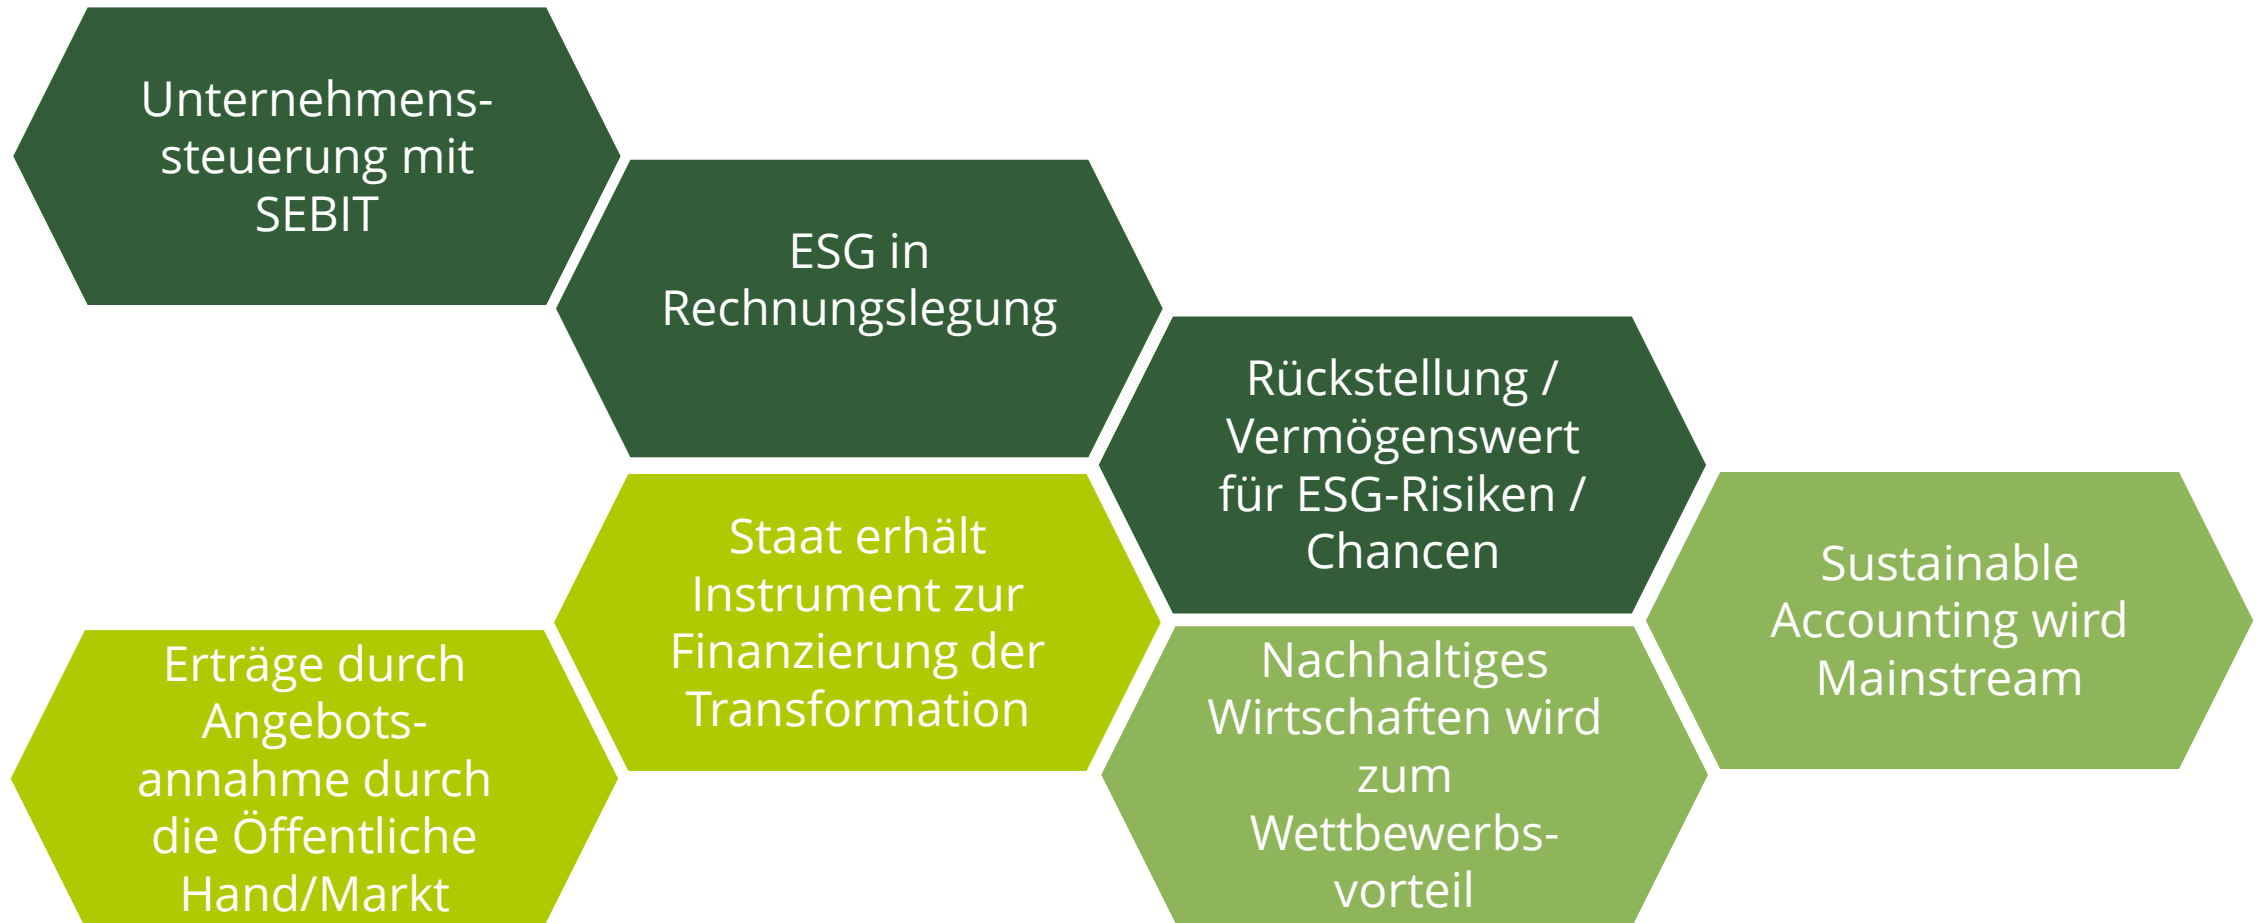 Unternehmens-
steuerung mit
SEBIT
ESG in
Rechnungslegung
Rückstellung /
Vermögenswert
für ESG-Risiken /
Chancen
Staat erhält
Instrument zur
Finanzierung der
Transformation
Sustainable
Accounting wird
Mainstream
Erträge durch
Angebots-
annahme durch
die Öffentliche
Hand/Markt
Nachhaltiges
Wirtschaften wird
zum
Wettbewerbs-
vorteil